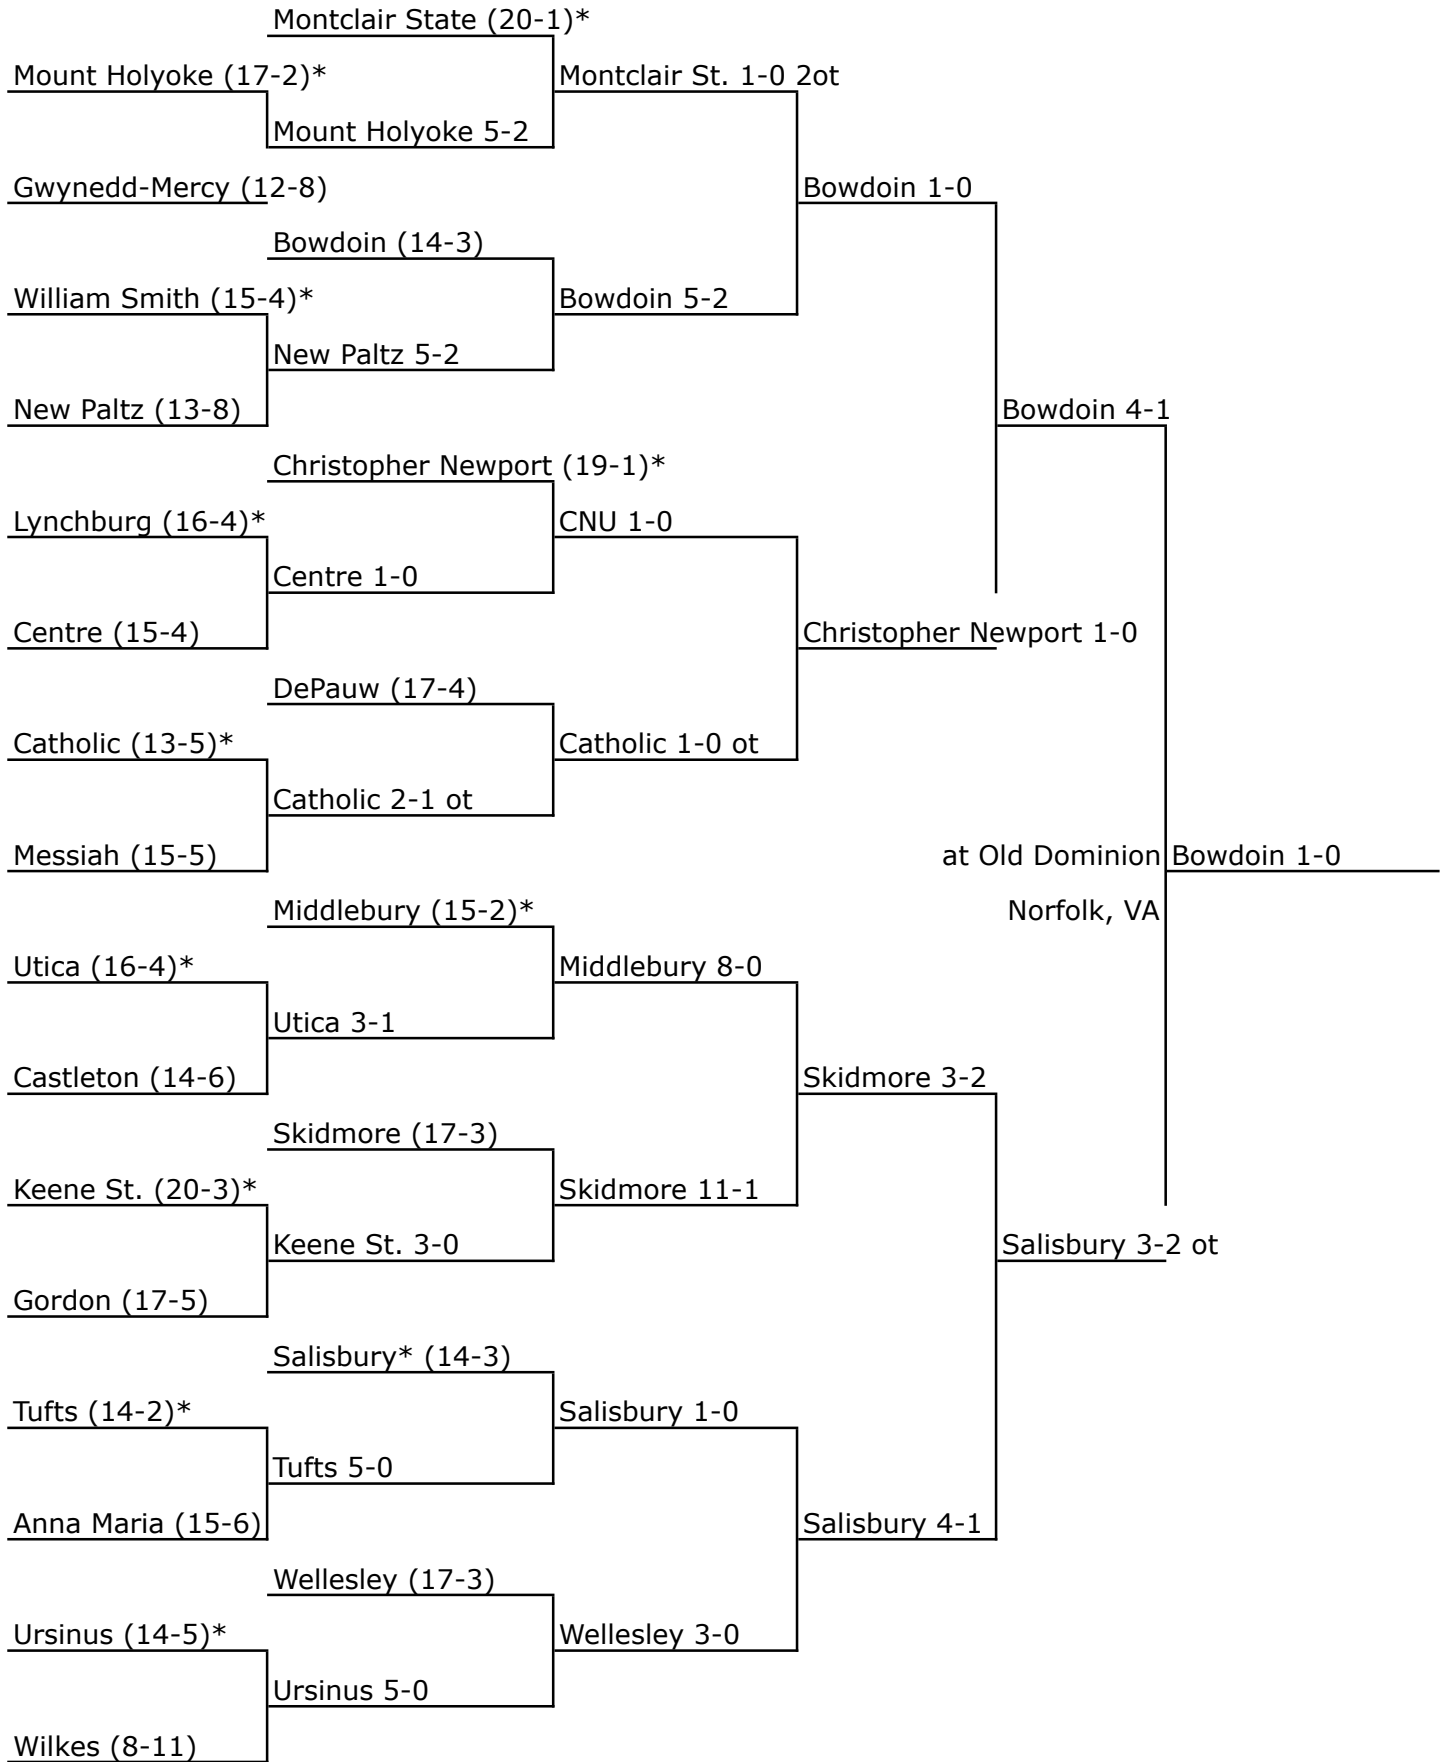 Montclair State (20-1)*
Mount Holyoke (17-2)*
Montclair St. 1-0 2ot
Mount Holyoke 5-2
Gwynedd-Mercy (12-8)
Bowdoin 1-0
Bowdoin (14-3)
William Smith (15-4)*
Bowdoin 5-2
New Paltz 5-2
New Paltz (13-8)
Bowdoin 4-1
Christopher Newport (19-1)*
Lynchburg (16-4)*
CNU 1-0
Centre 1-0
Centre (15-4)
Christopher Newport 1-0
DePauw (17-4)
Catholic (13-5)*
Catholic 1-0 ot
Catholic 2-1 ot
Messiah (15-5)
at Old Dominion
Bowdoin 1-0
Middlebury (15-2)*
Norfolk, VA
Utica (16-4)*
Middlebury 8-0
Utica 3-1
Castleton (14-6)
Skidmore 3-2
Skidmore (17-3)
Keene St. (20-3)*
Skidmore 11-1
Keene St. 3-0
Salisbury 3-2 ot
Gordon (17-5)
Salisbury* (14-3)
Tufts (14-2)*
Salisbury 1-0
Tufts 5-0
Anna Maria (15-6)
Salisbury 4-1
Wellesley (17-3)
Ursinus (14-5)*
Wellesley 3-0
Ursinus 5-0
Wilkes (8-11)